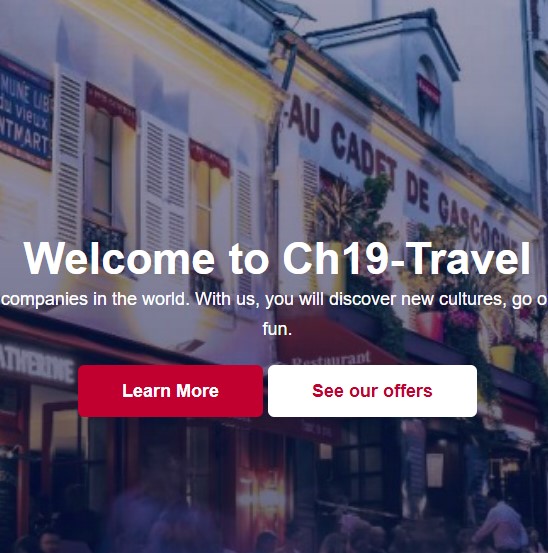 MUNE LIB
du Vieux
NTMART
AU CADET DE GASCOGN
Welcome to Ch19-Travel
companies in the world. With us, you will discover new cultures, go o
fun.
Restaurant
ATHERINE
Learn More
See our offers